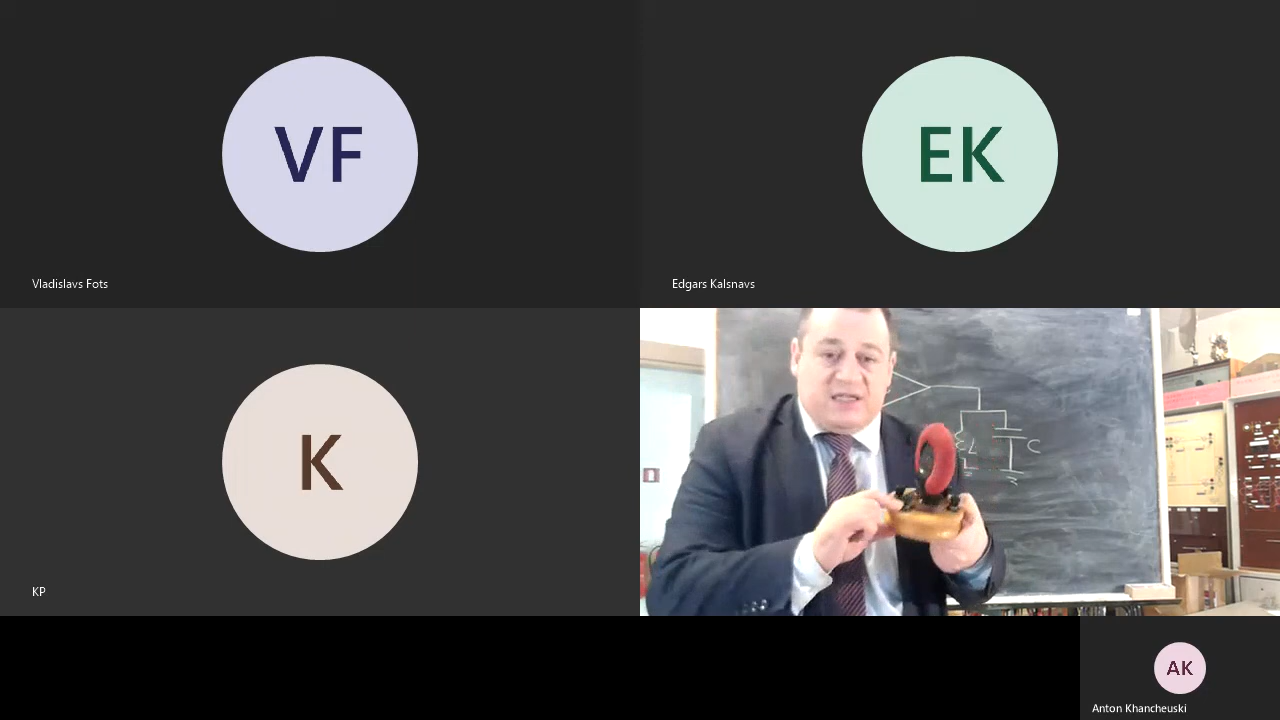 VF
Vladislavs Fots
EK
Edgars Kalsnavs
K
KP
L
C
AK
Anton Khancheuski